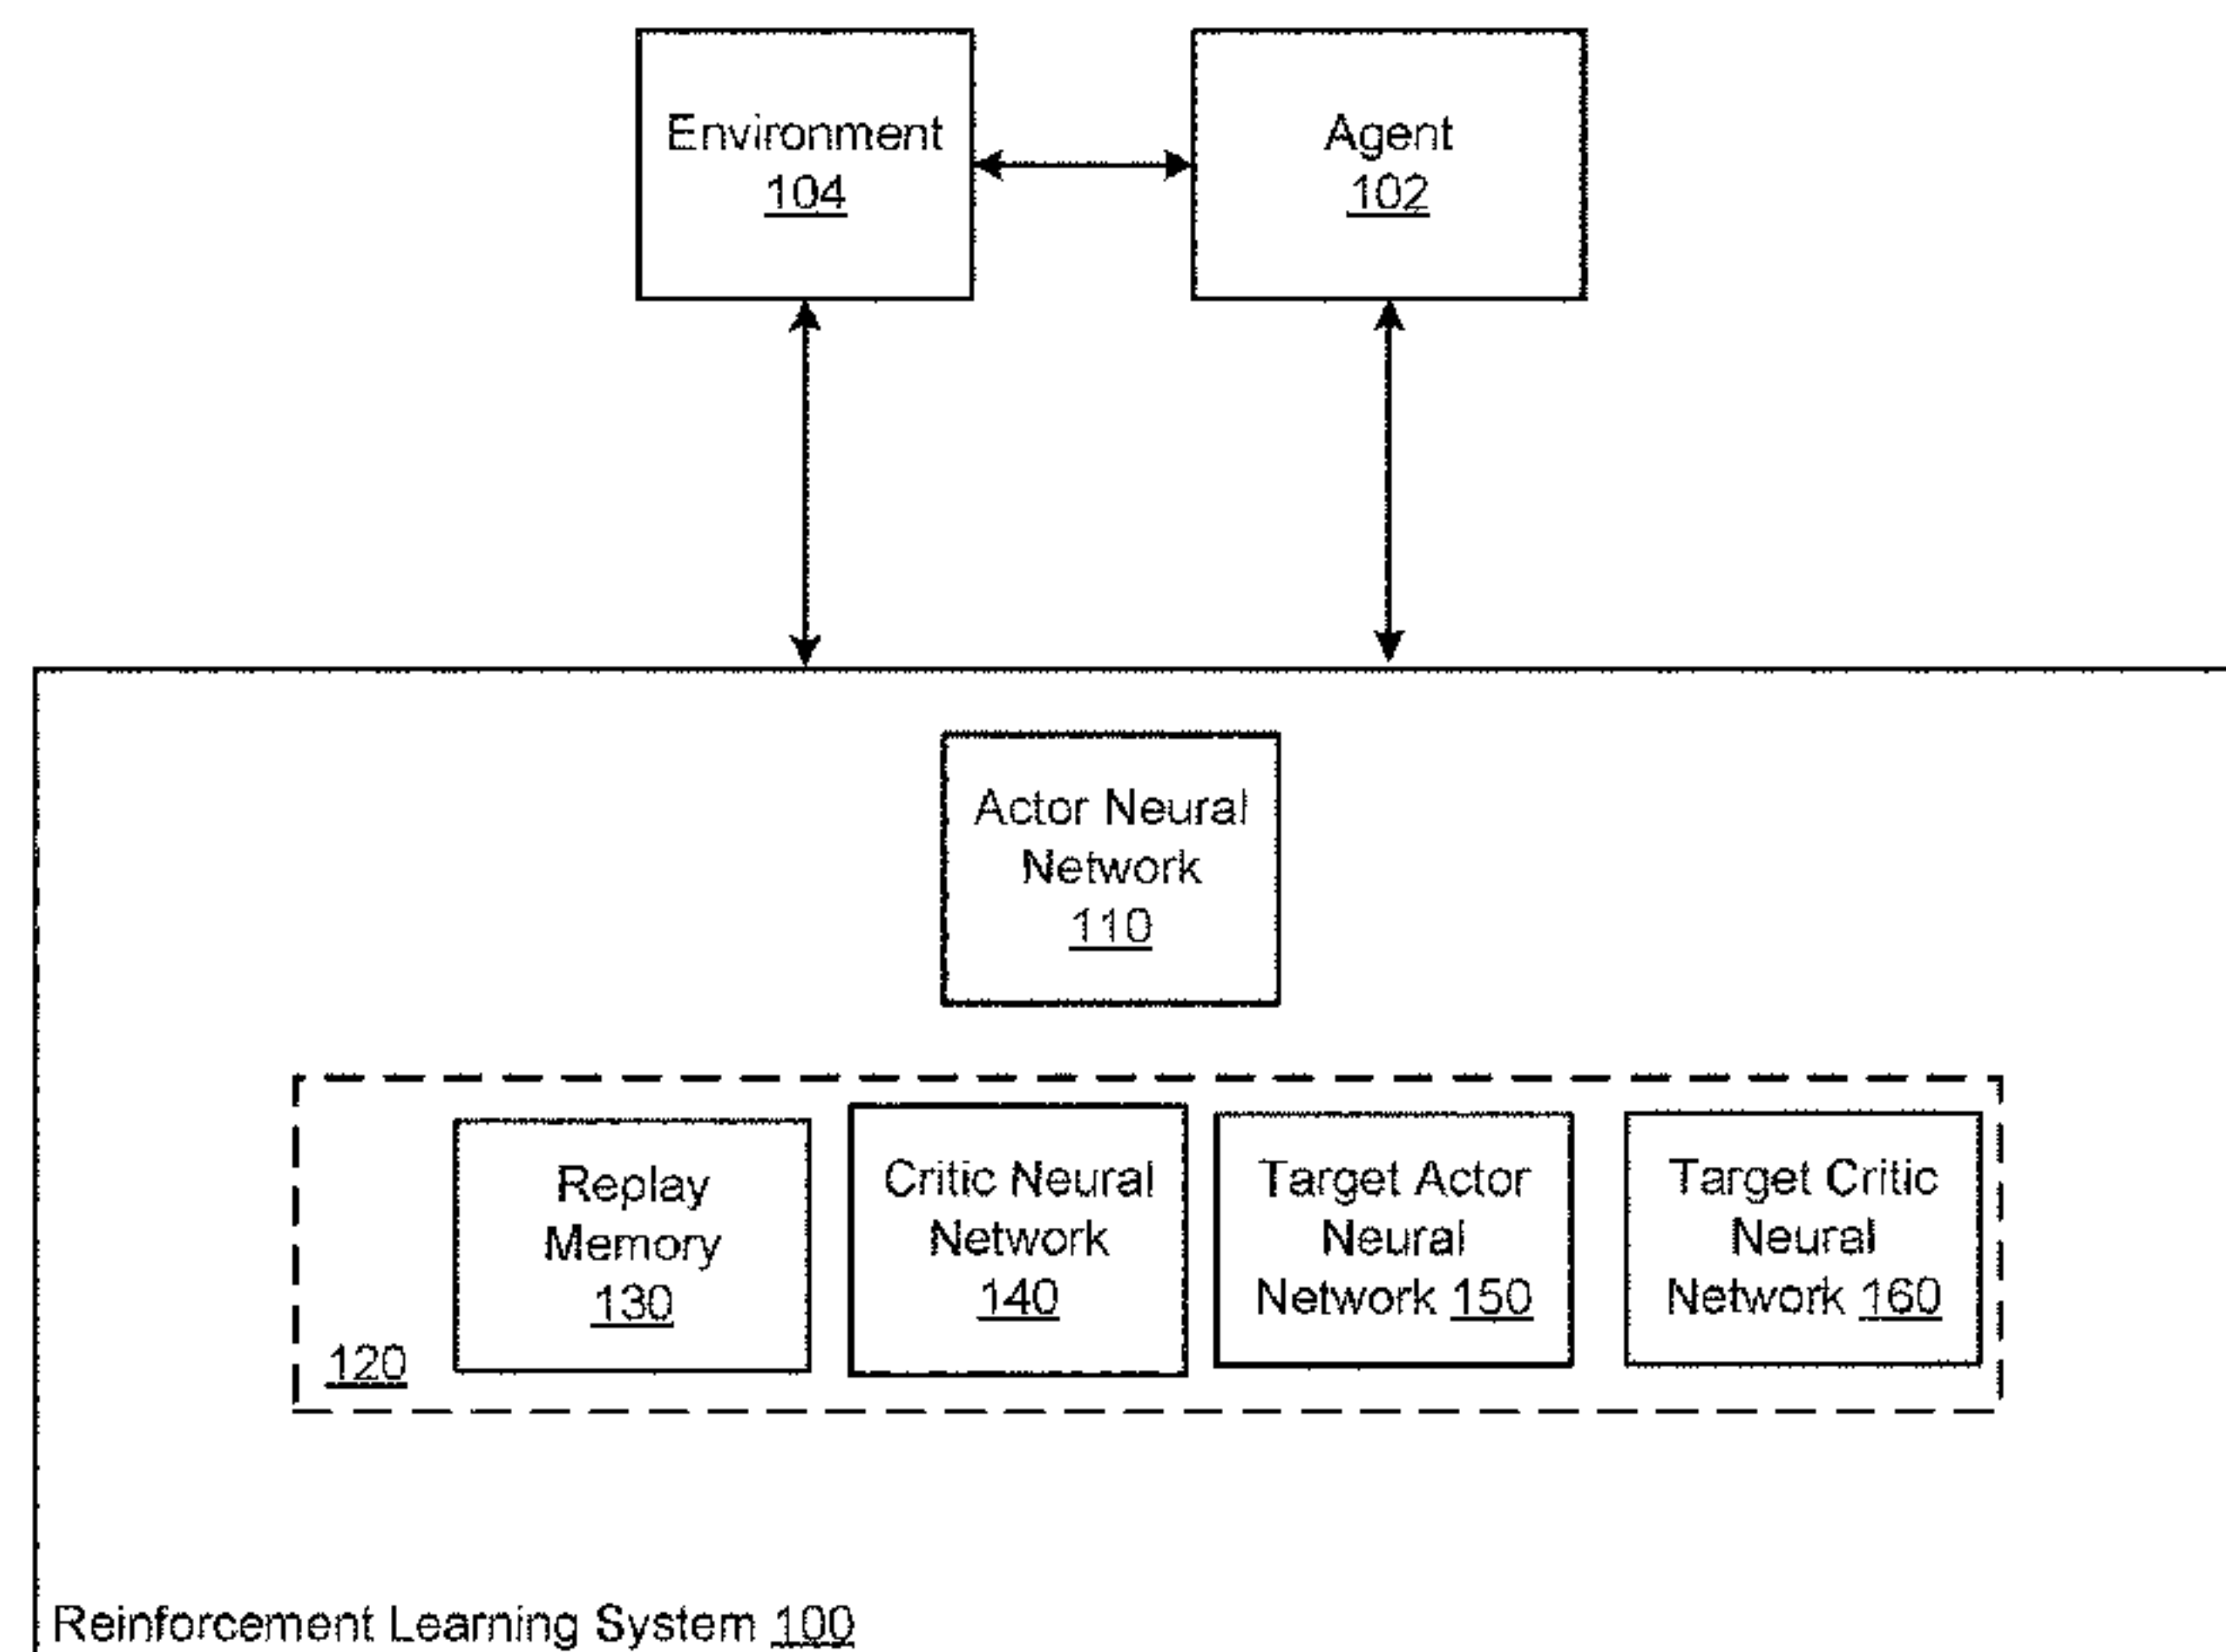 Environment
104
Agent
102
Actor Neural
Network
110
Replay
Memory
130
Critic Neural
Network
140
Target Actor
Neural
Network 150
Target Critic
Neural
Network 160
120
Reinforcement Learning System 100